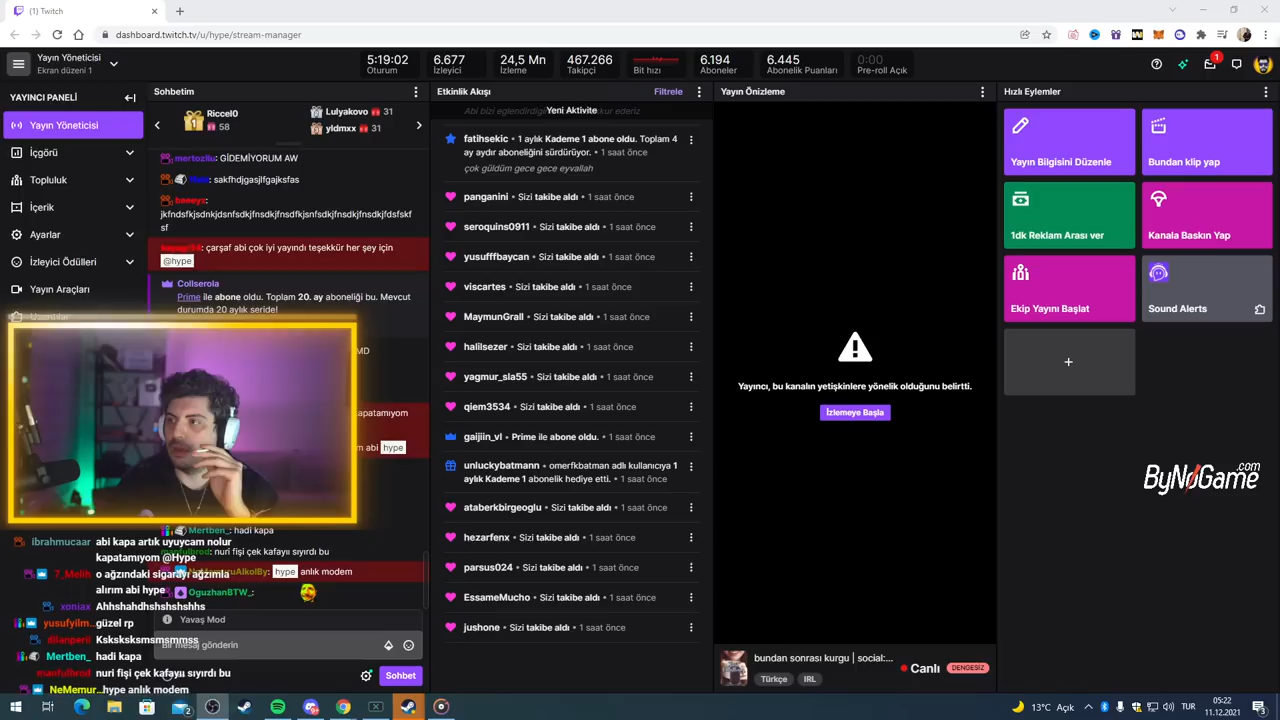 (1) Twitch
dashboard.twitch.tv/u/hype/stream-manager
Yayın Yöneticisi
Ekran düzeni 1
5:19:02
Oturum
6.677
İzleyici
24,5 Mn
İzleme
467.266
Takipçi
Bit hızı
6.194
Aboneler
6.445
Abonelik Puanları
0:00
Pre-roll Açık
1
YAYINCI PANELİ
Yayın Yöneticisi
İçgörü
Topluluk
İçerik
Ayarlar
İzleyici Ödülleri
Yayın Araçları
Sohbetim
1
Riccel0
58
Lulyakovo 31
yldmxx 31
mertozliu: GİDEMİYORUM AW
: sakfhdjgasjlfgajksfas
beeeyx:
jkfndsfkjsdnkjdsnfsdkjfnsdkjfnsdfkjsnfsdkjfnsdkjfdsfskf
sf
: çarşaf abi çok iyi yayındı teşekkür her şey için
@hype
Collserola
Prime ile abone oldu. Toplam 20. ay aboneliği bu. Mevcut
durumda 20 aylık seride!
MD
kapatamıyom
m abi hype
Mertben_: hadi kapa
manfulbrod: nuri fişi çek kafayıı sıyırdı bu
hype anlık modem
OguzhanBTW_:
Yavaş Mod
Bir mesaj gönderin
Sohbet
ibrahmucaar abi kapa artık uyuycam nolur
kapatamıyom @Hype
7_Melih o ağzındaki sigarayı ağzımla
alırım abi hype
xoniax Ahhshahdhshshshshhs
yusufyilm... güzel rp
dilanperii Ksksksksmsmsmmss
Mertben_ hadi kapa
manfulbrod nuri fişi çek kafayıı sıyırdı bu
NeMemur... hype anlık modem
Etkinlik Akışı
Filtrele
Yeni Aktivite
fatihsekic • 1 aylık Kademe 1 abone oldu. Toplam 4
ay aydır aboneliğini sürdürüyor. • 1 saat önce
çok güldüm gece gece eyvallah
panganini • Sizi takibe aldı • 1 saat önce
seroquins0911 • Sizi takibe aldı • 1 saat önce
yusufffbaycan • Sizi takibe aldı • 1 saat önce
viscartes • Sizi takibe aldı • 1 saat önce
MaymunGrall • Sizi takibe aldı • 1 saat önce
halilsezer • Sizi takibe aldı • 1 saat önce
yagmur_sla55 • Sizi takibe aldı • 1 saat önce
qiem3534 • Sizi takibe aldı • 1 saat önce
gaijiin_vl • Prime ile abone oldu. • 1 saat önce
unluckybatmann • omerfkbatman adlı kullanıcıya 1
aylık Kademe 1 abonelik hediye etti. • 1 saat önce
ataberkbirgeoglu • Sizi takibe aldı • 1 saat önce
hezarfenx • Sizi takibe aldı • 1 saat önce
parsus024 • Sizi takibe aldı • 1 saat önce
EssameMucho • Sizi takibe aldı • 1 saat önce
jushone • Sizi takibe aldı • 1 saat önce
Yayın Önizleme
Yayıncı, bu kanalın yetişkinlere yönelik olduğunu belirtti.
İzlemeye Başla
bundan sonrası kurgu | social:...
Türkçe
IRL
Canlı
DENGESİZ
Hızlı Eylemler
Yayın Bilgisini Düzenle
Bundan klip yap
1dk Reklam Arası ver
Kanala Baskın Yap
Ekip Yayını Başlat
Sound Alerts
ByNoGame.com
2
13°C Açık
TUR
05:22
11.12.2021
3